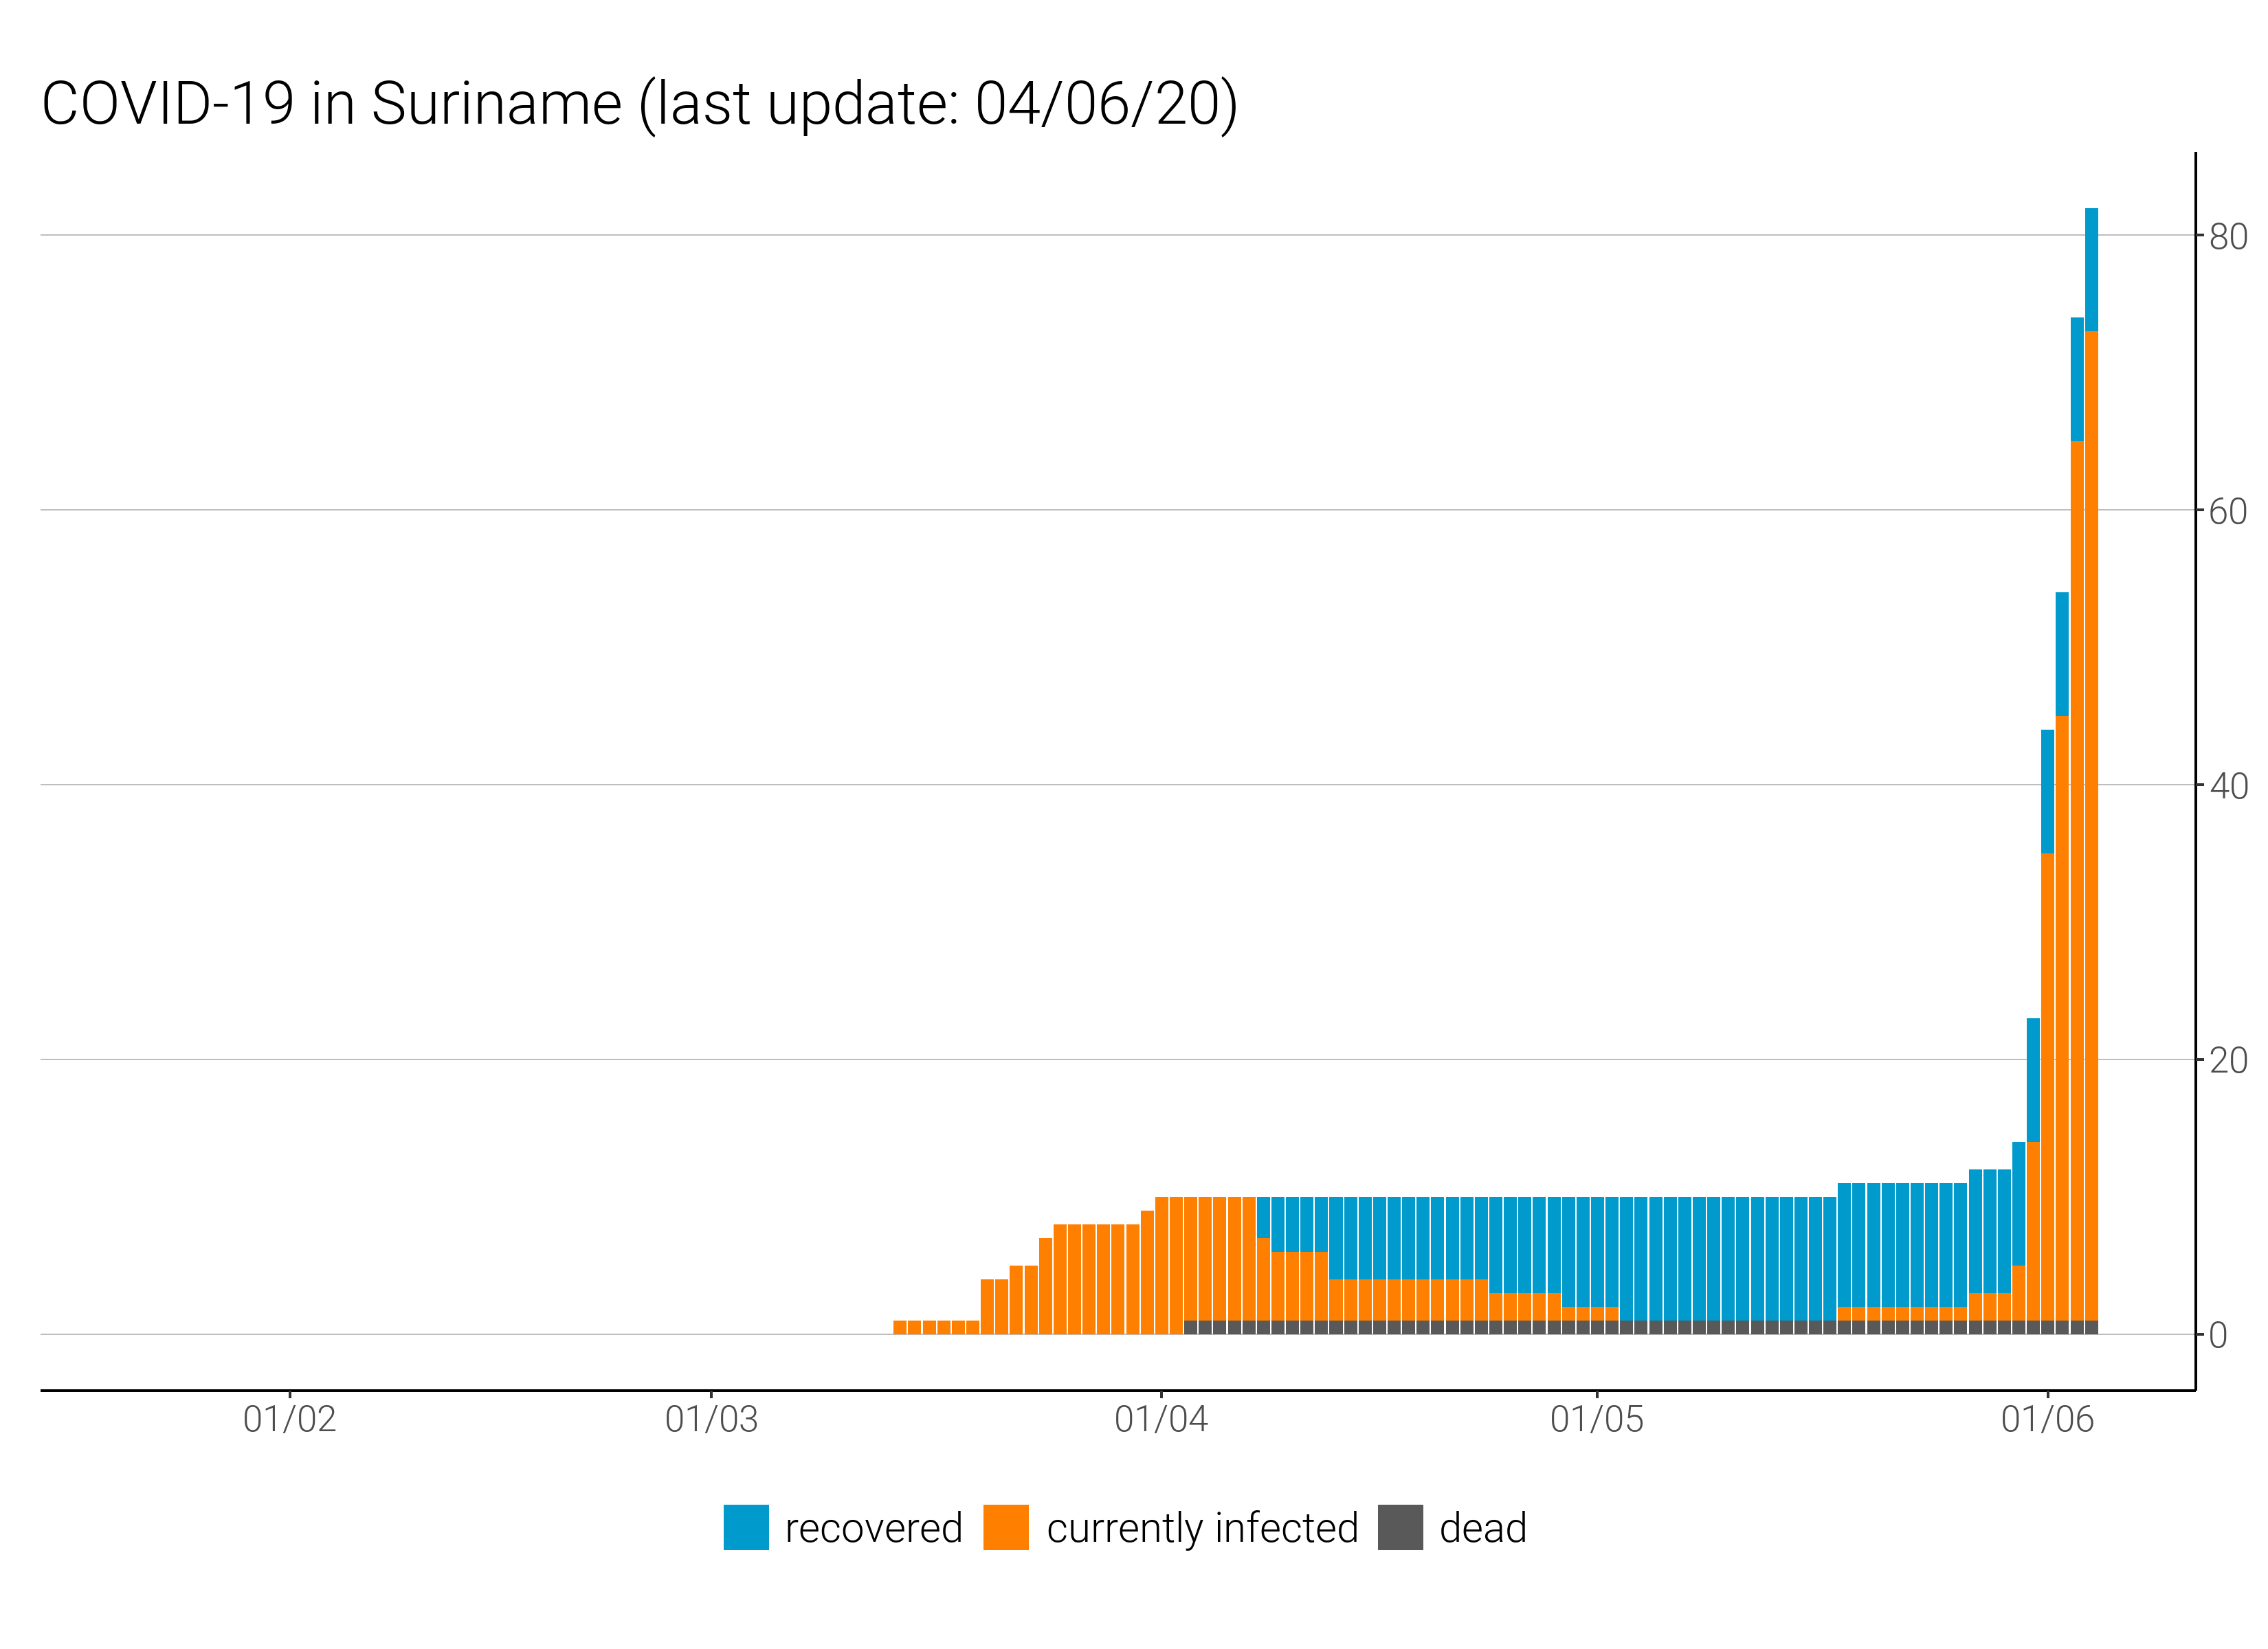 COVID-19 in Suriname (last update: 04/06/20)
80
60
40
20
0
01/02 01/03 01/04 01/05 01/06
recovered currently infected dead